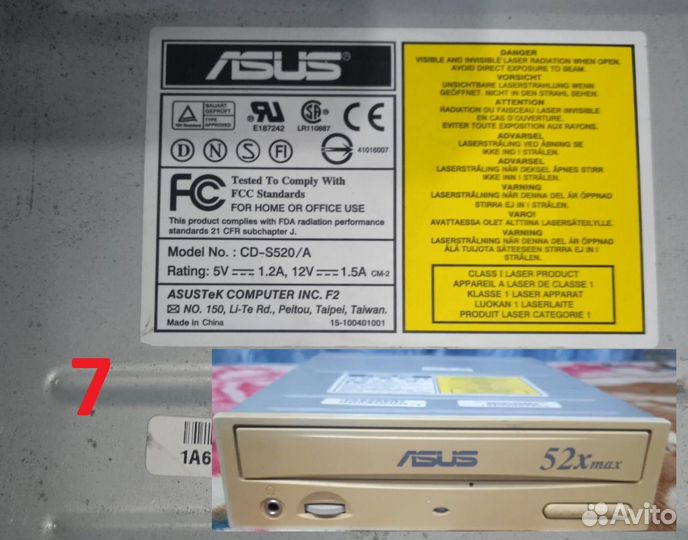 ASUS®
BAUART GEPRÜFT
TYPE APPROVED
E187242
LR110887
41016007
D N S FI
FC Tested To Comply With
FCC Standards
FOR HOME OR OFFICE USE
This product complies with FDA radiation performance
standards 21 CFR subchapter J.
Model No. : CD-S520/A
Rating: 5V 1.2A, 12V 1.5A CM-2
ASUSTeK COMPUTER INC. F2
NO. 150, Li-Te Rd., Peitou, Taipei, Taiwan.
Made in China 15-100401001
DANGER
VISIBLE AND INVISIBLE LASER RADIATION WHEN OPEN.
AVOID DIRECT EXPOSURE TO BEAM.
VORSICHT
UNSICHTBARE LASERSTRAHLUNG WENN
GEÖFFNET. NICHT IN DEN STRAHL SEHEN.
ATTENTION
RADIATION DU FAISCEAU LASER INVISIBLE
EN CAS D'OUVERTURE.
EVITER TOUTE EXPOSITION AUX RAYONS.
ADVARSEL
LASERSTRÅLING VED ÅBNING SE
IKKE IND I STRÅLEN.
ADVARSEL
LASERSTRÅLING NÅR DEKSEL ÅPNES STIRR
IKKE INN I STRÅLEN.
VARNING
LASERSTRÅLNING NÄR DENNA DEL ÄR ÖPPNAD
STIRRA EJ IN I STRÅLEN.
VARO!
AVATTAESSA OLET ALTTIINA LASERSÄTEILYLLE.
VARNING
LASERSTRÅLNING NÄR DENNA DEL ÄR ÖPPNAD
ÄLÄ TUIJOTA SÄTEESEEN STIRRA EJ IN I STRÅLEN.
CLASS I LASER PRODUCT
APPAREIL A LASER DE CLASSE 1
KLASSE 1 LASER APPARAT
LUOKAN 1 LASERLAITE
PRODUIT LASER CATEGORIE 1
7
1A6
ASUS 52x max
Avito